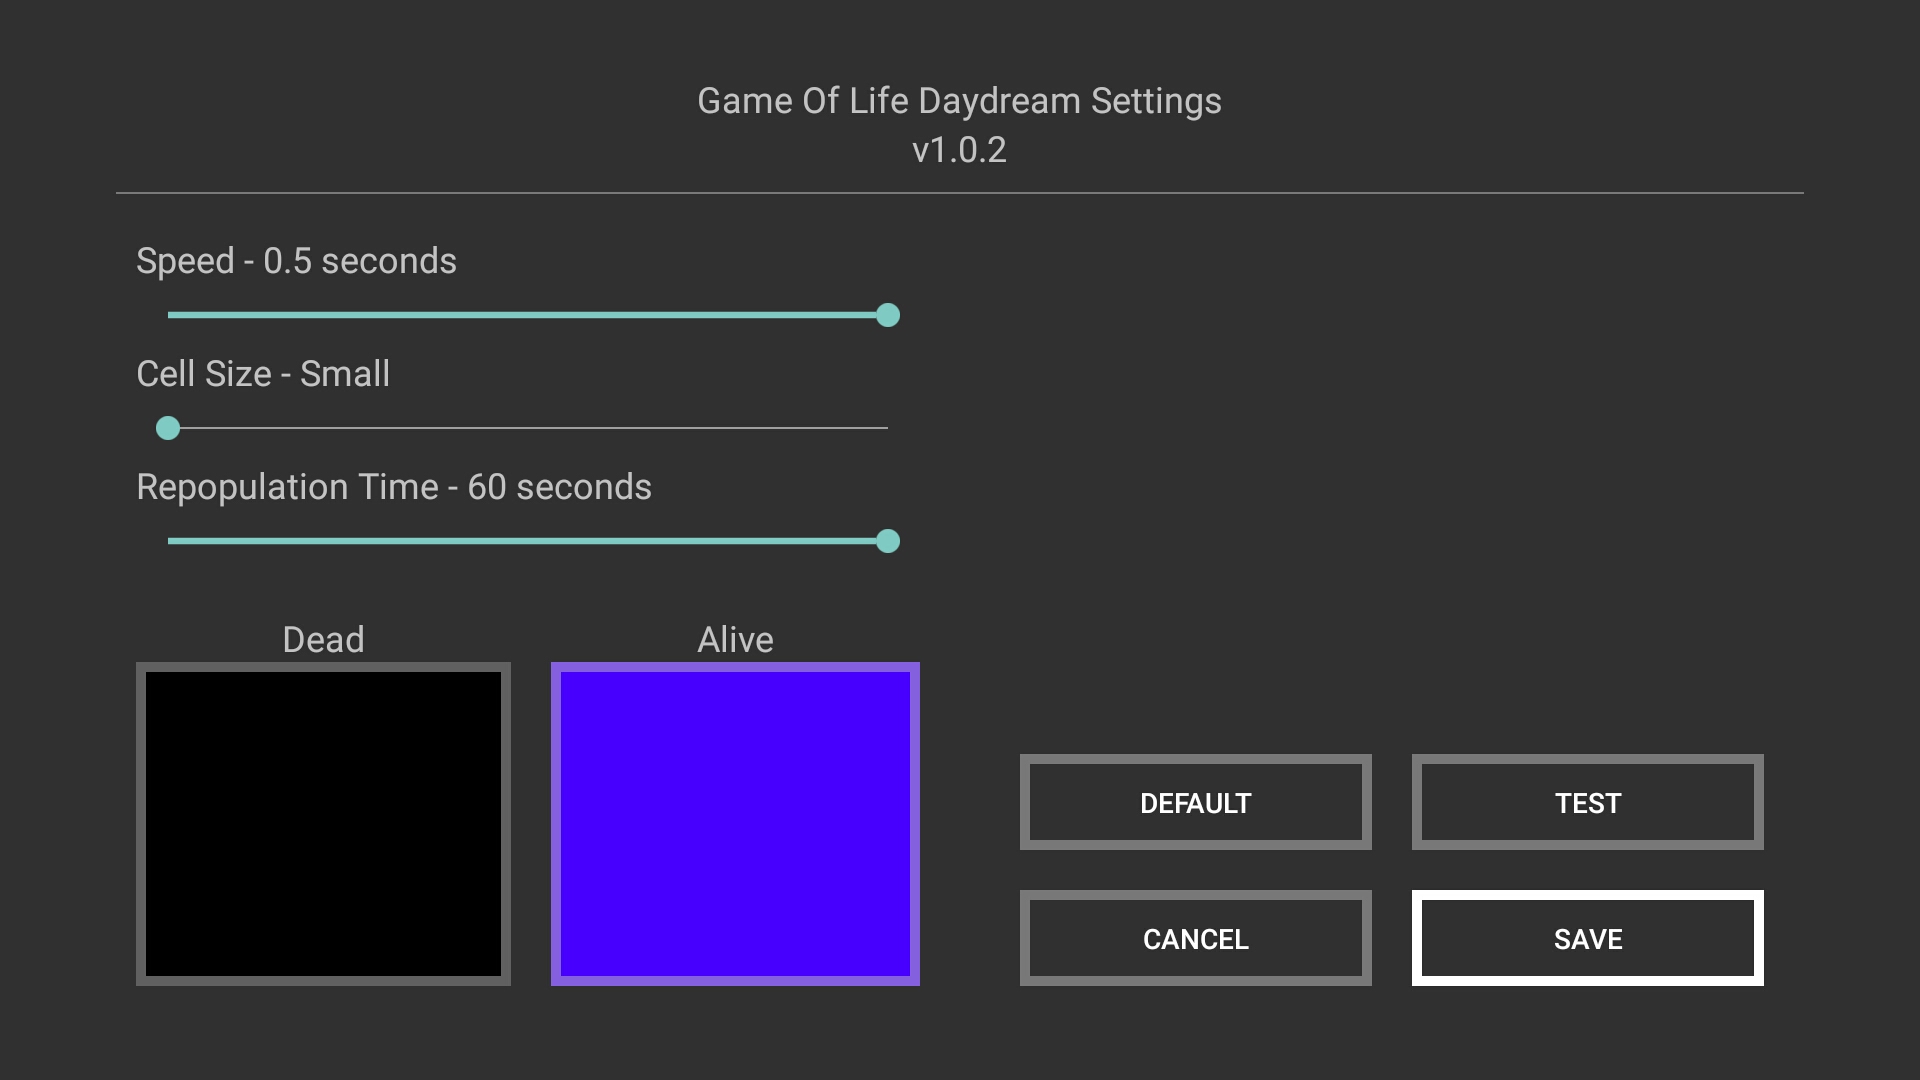 Game Of Life Daydream Settings
v1.0.2
Speed - 0.5 seconds
Cell Size - Small
Repopulation Time - 60 seconds
Dead
Alive
DEFAULT
TEST
CANCEL
SAVE